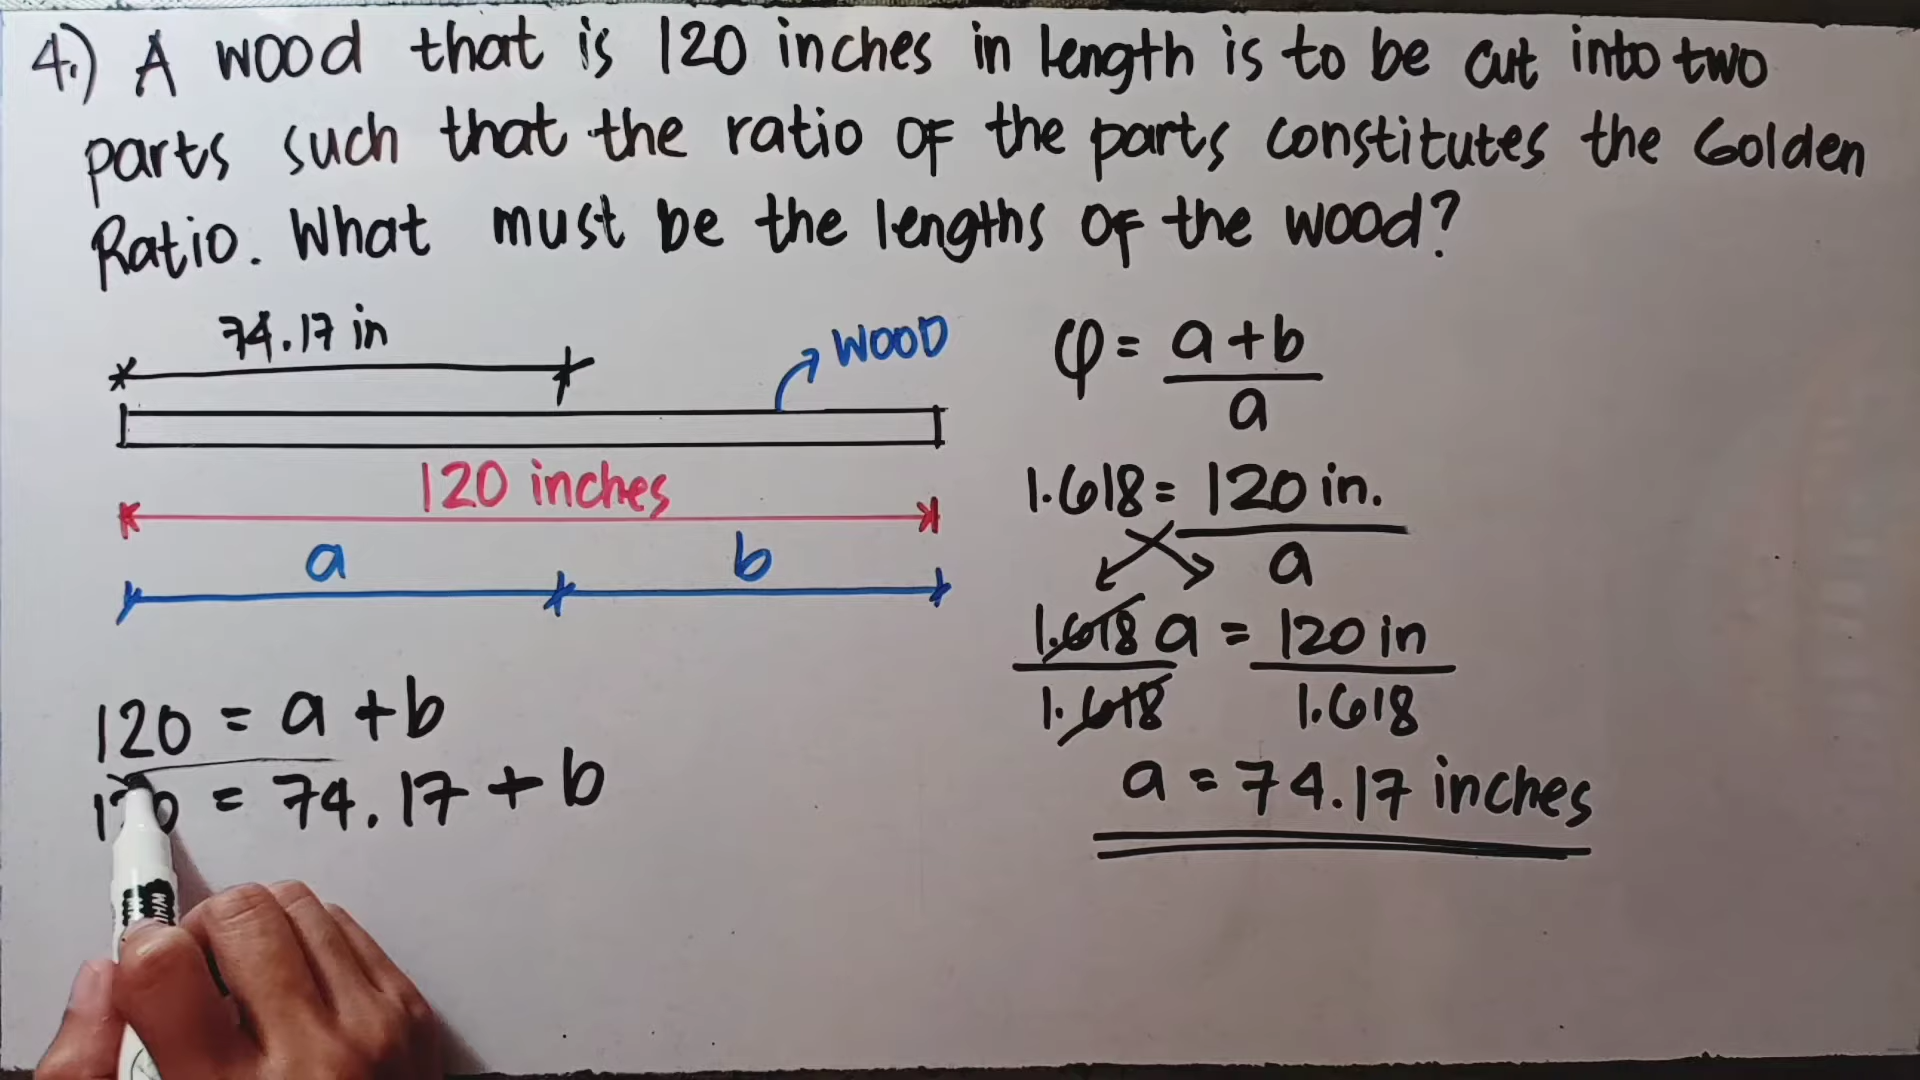 4.) A wood that is 120 inches in length is to be cut into two
parts such that the ratio of the parts constitutes the Golden
Ratio. What must be the lengths of the wood?
74.17 in
WOOD
120 inches
a b
120 = a + b
120 = 74.17 + b
φ = a + b
a
1.618 = 120 in.
a
1.618 a = 120 in
1.618 1.618
a = 74.17 inches